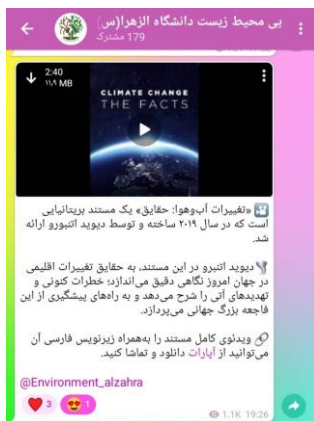 یی محیط زیست دانشگاه الزهرا(س)
179 مشترک
2:40
۱۱٫۹ MB
CLIMATE CHANGE
THE FACTS
«تغییرات آب‌وهوا: حقایق» یک مستند بریتانیایی
است که در سال ۲۰۱۹ ساخته و توسط دیوید اتنبورو ارائه
شد.
دیوید اتنبرو در این مستند، به حقایق تغییرات اقلیمی
در جهان امروز نگاهی دقیق می‌اندازد؛ خطرات کنونی و
تهدیدهای آتی را شرح می‌دهد و به راه‌های پیشگیری از این
فاجعه بزرگ جهانی می‌پردازد.
ویدئوی کامل مستند را به‌همراه زیرنویس فارسی آن
می‌توانید از آپارات دانلود و تماشا کنید.
@Environment_alzahra
3
1
1.1K 19:26